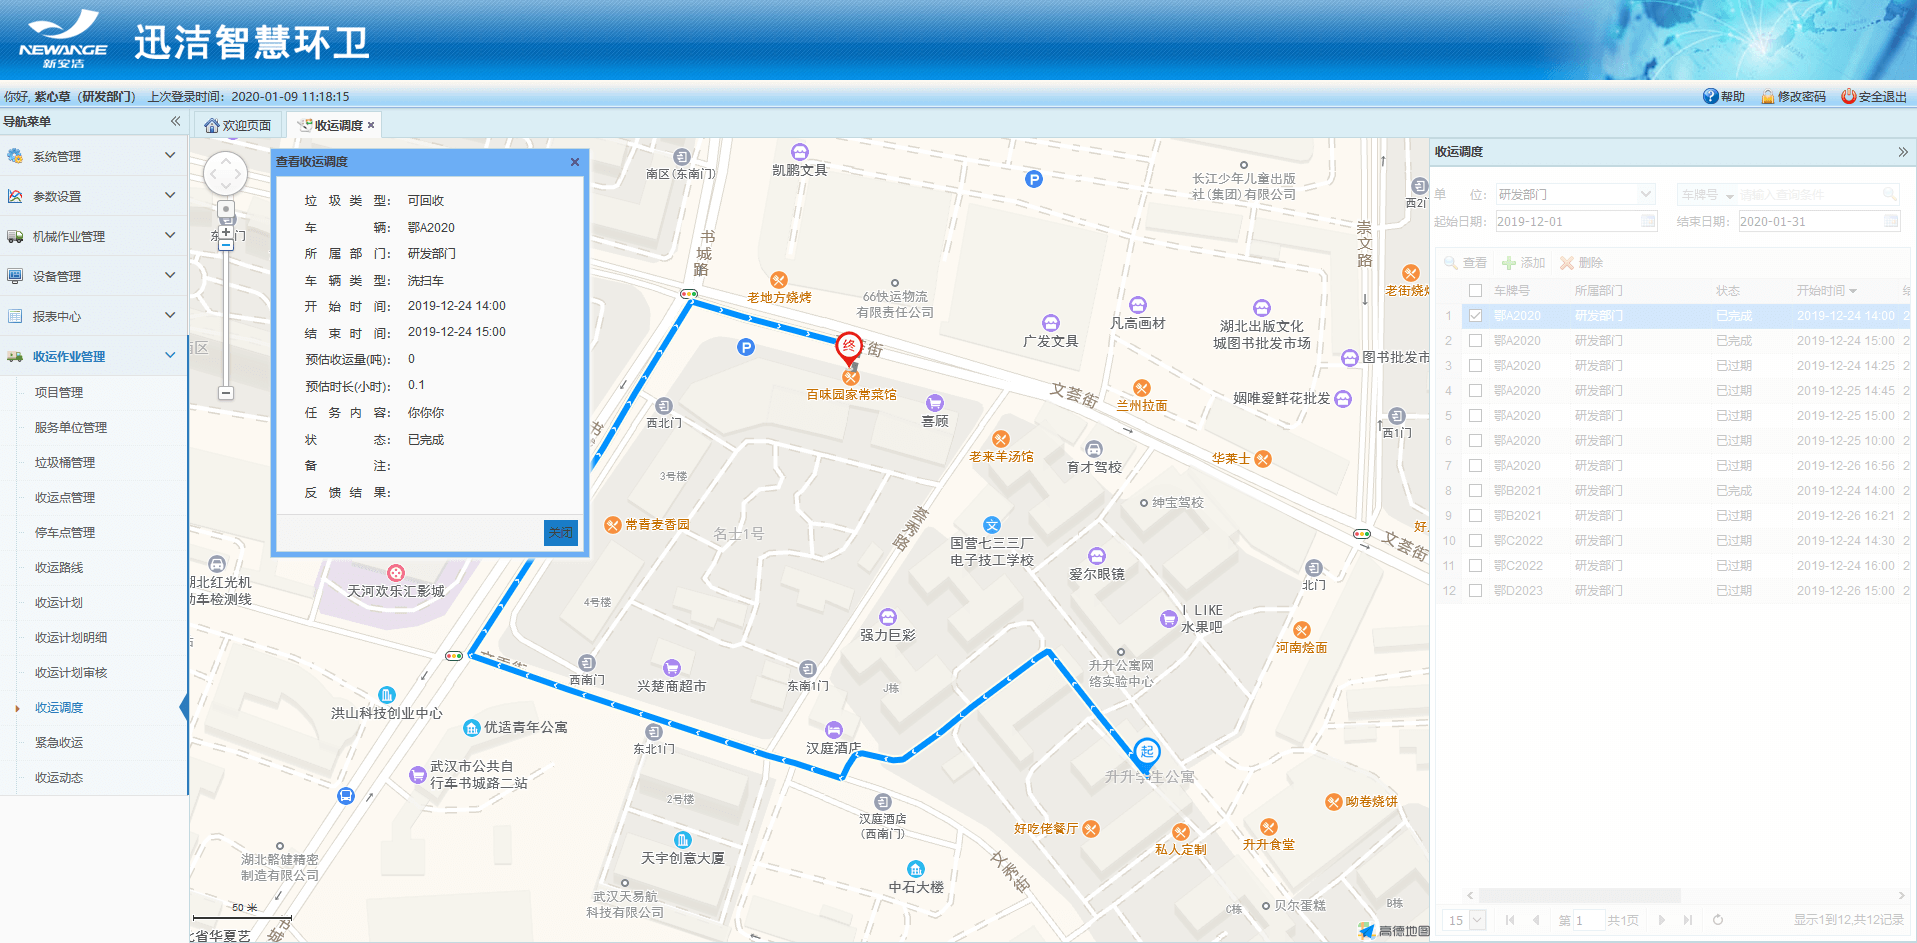 NEWANGE
新安洁
迅洁智慧环卫
你好, 紫心草 (研发部门) 上次登录时间: 2020-01-09 11:18:15
帮助 修改密码 安全退出
导航菜单
欢迎页面 收运调度
系统管理
参数设置
机械作业管理
设备管理
报表中心
收运作业管理
项目管理
服务单位管理
垃圾桶管理
收运点管理
停车点管理
收运路线
收运计划
收运计划明细
收运计划审核
收运调度
紧急收运
收运动态
查看收运调度
垃圾类型: 可回收
车辆: 鄂A2020
所属部门: 研发部门
车辆类型: 洗扫车
开始时间: 2019-12-24 14:00
结束时间: 2019-12-24 15:00
预估收运量(吨): 0
预估时长(小时): 0.1
任务内容: 你你你
状态: 已完成
备注:
反馈结果:
关闭
南区(东南门)
凯鹏文具
P
长江少年儿童出版
社(集团)有限公司
西2门
崇文路
书城路
老地方烧烤
66快运物流
有限责任公司
老街烧烤
凡高画材
湖北出版文化
城图书批发市场
广发文具
图书批发市
P
终
街
百味园家常菜馆
喜顾
文荟街
兰州拉面
姻唯爱鲜花批发
西1门
西北门
3号楼
老来羊汤馆
育才驾校
华莱士
绅宝驾校
常青麦香园
名士1号
文秀路
国营七三三厂
电子技工学校
爱尔眼镜
文荟街
北门
湖北红光机
动车检测线
天河欢乐汇影城
4号楼
强力巨彩
I LIKE
水果吧
河南烩面
西南门
兴楚商超市
东南1门
J栋
升升公寓网
络实验中心
洪山科技创业中心
优适青年公寓
东北1门
汉庭酒店
起
升升学生公寓
武汉市公共自
行车书城路二站
2号楼
汉庭酒店
(西南门)
好吃佬餐厅
私人定制
升升食堂
呦卷烧饼
天宇创意大厦
湖北骼健精密
制造有限公司
中石大楼
文秀街
武汉天易航
科技有限公司
C栋
贝尔蛋糕
B栋
50 米
省华夏艺
高德地图
收运调度
单位: 研发部门 车牌号 请输入查询条件
起始日期: 2019-12-01 结束日期: 2020-01-31
查看 添加 删除
车牌号 所属部门 状态 开始时间
1 鄂A2020 研发部门 已完成 2019-12-24 14:00
2 鄂A2020 研发部门 已完成 2019-12-24 15:00
3 鄂A2020 研发部门 已过期 2019-12-24 14:25
4 鄂A2020 研发部门 已过期 2019-12-25 14:45
5 鄂A2020 研发部门 已过期 2019-12-25 15:00
6 鄂A2020 研发部门 已过期 2019-12-25 10:00
7 鄂A2020 研发部门 已过期 2019-12-26 16:56
8 鄂B2021 研发部门 已完成 2019-12-24 14:00
9 鄂B2021 研发部门 已过期 2019-12-26 16:21
10 鄂C2022 研发部门 已过期 2019-12-24 14:30
11 鄂C2022 研发部门 已过期 2019-12-24 16:00
12 鄂D2023 研发部门 已过期 2019-12-26 15:00
15 第 1 共1页 显示1到12,共12记录